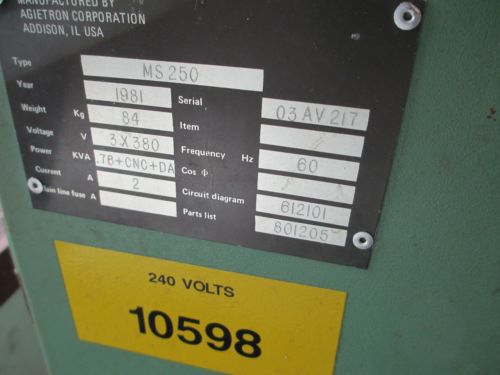 MANUFACTURED BY
AGIETRON CORPORATION
ADDISON, IL USA
Type MS 250
Year 1981 Serial 03 AV 217
Weight Kg 84 Item
Voltage V 3X380 Frequency Hz 60
Power KVA .76+CNC+DA Cos Φ
Current A 2 Circuit diagram 612101
lain line fuse A Parts list 601205
240 VOLTS
10598